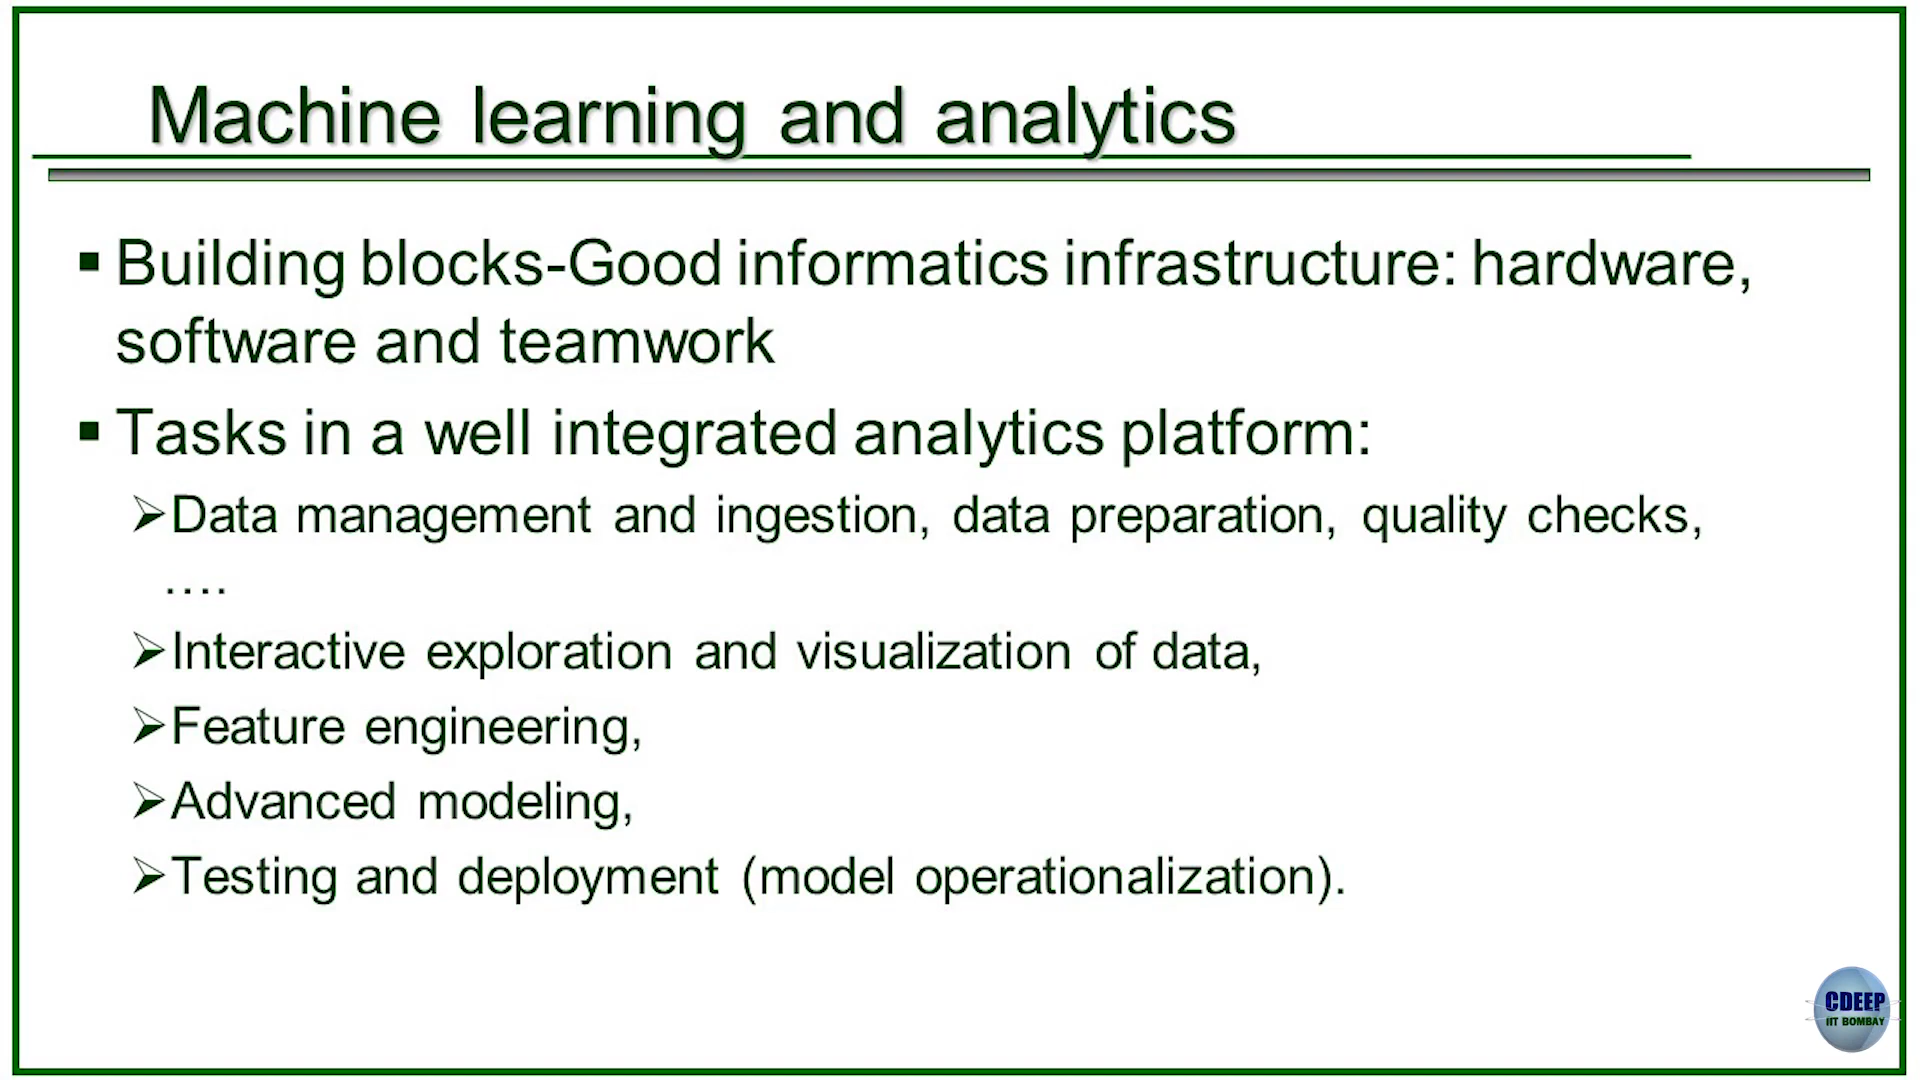 Machine learning and analytics
▪ Building blocks-Good informatics infrastructure: hardware,
software and teamwork
▪ Tasks in a well integrated analytics platform:
➢Data management and ingestion, data preparation, quality checks,
….
➢Interactive exploration and visualization of data,
➢Feature engineering,
➢Advanced modeling,
➢Testing and deployment (model operationalization).
CDEEP
IIT BOMBAY